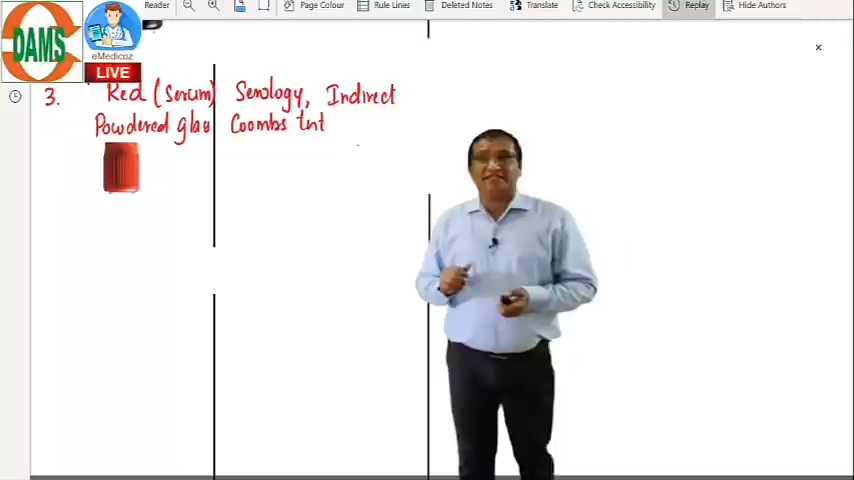 Reader
Page Colour
Rule Lines
Deleted Notes
Translate
Check Accessibility
Replay
Hide Authors
DAMS
eMedicoz
LIVE
3. Red (Serum) Serology, Indirect
Powdered glass Coombs test